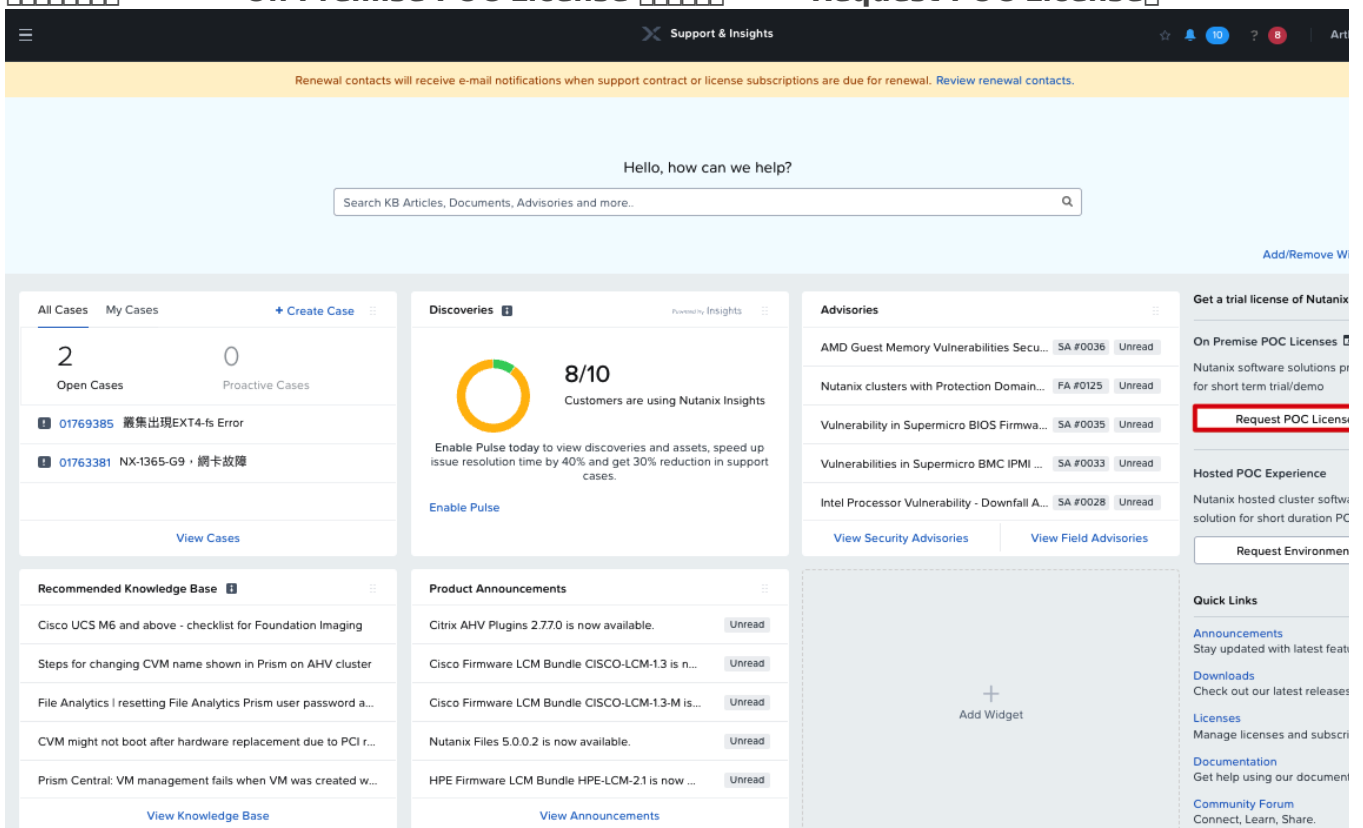 On Premise POC License
Request POC License
Support & Insights
10
?
8
Renewal contacts will receive e-mail notifications when support contract or license subscriptions are due for renewal. Review renewal contacts.
Hello, how can we help?
Search KB Articles, Documents, Advisories and more..
All Cases
My Cases
+ Create Case
2
Open Cases
0
Proactive Cases
01769385 叢集出現EXT4-fs Error
01763381 NX-1365-G9，網卡故障
View Cases
Discoveries
Powered by Insights
8/10
Customers are using Nutanix Insights
Enable Pulse today to view discoveries and assets, speed up
issue resolution time by 40% and get 30% reduction in support
cases.
Enable Pulse
Advisories
AMD Guest Memory Vulnerabilities Secu... SA #0036 Unread
Nutanix clusters with Protection Domain... FA #0125 Unread
Vulnerability in Supermicro BIOS Firmwa... SA #0035 Unread
Vulnerabilities in Supermicro BMC IPMI ... SA #0033 Unread
Intel Processor Vulnerability - Downfall A... SA #0028 Unread
View Security Advisories
View Field Advisories
Recommended Knowledge Base
Cisco UCS M6 and above - checklist for Foundation Imaging
Steps for changing CVM name shown in Prism on AHV cluster
File Analytics | resetting File Analytics Prism user password a...
CVM might not boot after hardware replacement due to PCI r...
Prism Central: VM management fails when VM was created w...
View Knowledge Base
Product Announcements
Citrix AHV Plugins 2.7.7.0 is now available. Unread
Cisco Firmware LCM Bundle CISCO-LCM-1.3 is n... Unread
Cisco Firmware LCM Bundle CISCO-LCM-1.3-M is... Unread
Nutanix Files 5.0.0.2 is now available. Unread
HPE Firmware LCM Bundle HPE-LCM-2.1 is now ... Unread
View Announcements
+
Add Widget
Get a trial license of Nutanix
On Premise POC Licenses
Nutanix software solutions
for short term trial/demo
Request POC License
Hosted POC Experience
Nutanix hosted cluster
solution for short duration
Request
Quick Links
Announcements
Stay updated with latest
Downloads
Check out our latest releases
Licenses
Manage licenses and
Documentation
Get help using our
Community Forum
Connect, Learn, Share.